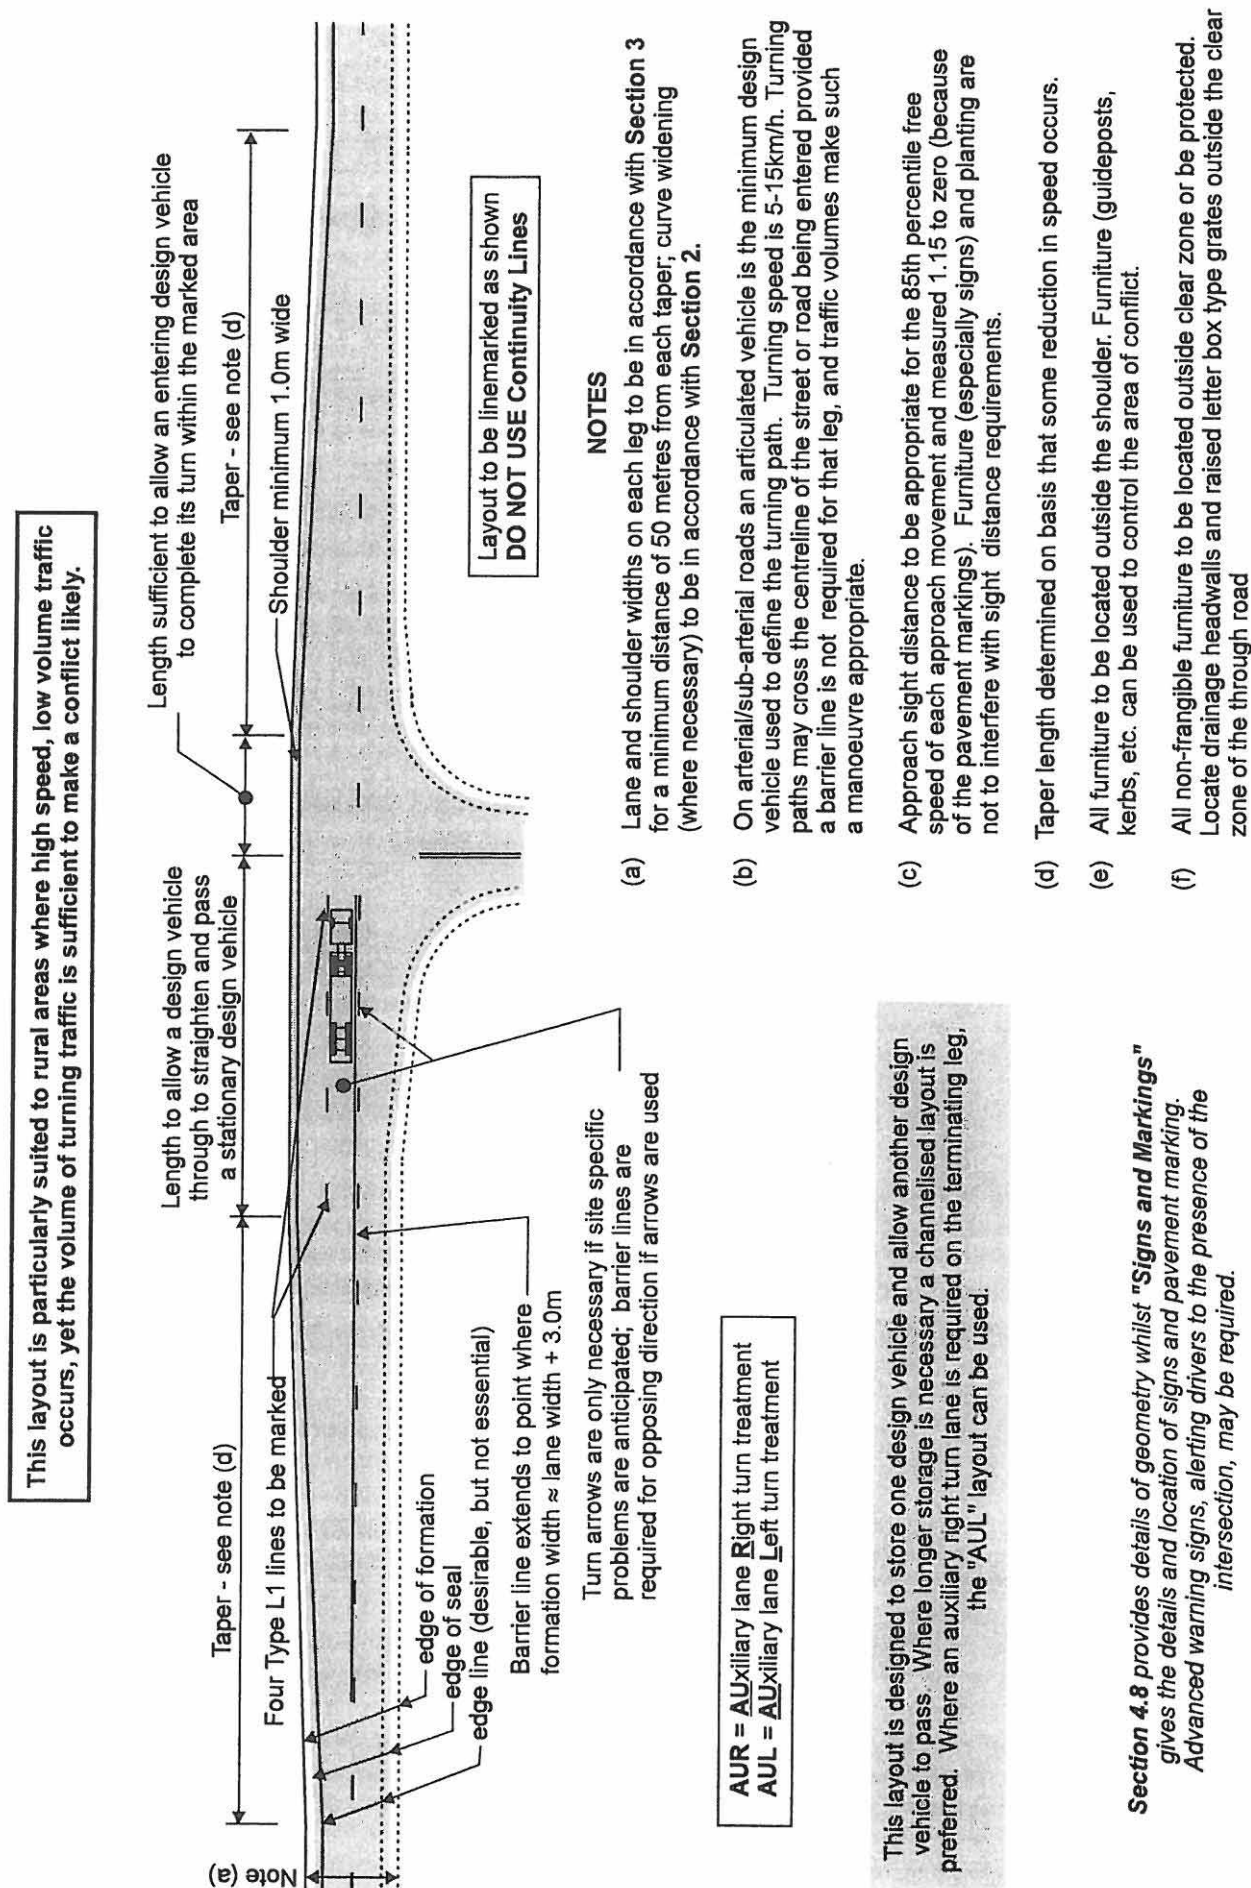 This layout is particularly suited to rural areas where high speed, low volume traffic
occurs, yet the volume of turning traffic is sufficient to make a conflict likely.
Length sufficient to allow an entering design vehicle
to complete its turn within the marked area
Length to allow a design vehicle
through to straighten and pass
a stationary design vehicle
Taper - see note (d)
Taper - see note (d)
Four Type L1 lines to be marked
Shoulder minimum 1.0m wide
Note (a)
edge of formation
edge of seal
edge line (desirable, but not essential)
Barrier line extends to point where
formation width ≈ lane width + 3.0m
Turn arrows are only necessary if site specific
problems are anticipated; barrier lines are
required for opposing direction if arrows are used
Layout to be linemarked as shown
DO NOT USE Continuity Lines
AUR = AUxiliary lane Right turn treatment
AUL = AUxiliary lane Left turn treatment
This layout is designed to store one design vehicle and allow another design
vehicle to pass. Where longer storage is necessary a channelised layout is
preferred. Where an auxiliary right turn lane is required on the terminating leg,
the "AUL" layout can be used.
Section 4.8 provides details of geometry whilst "Signs and Markings"
gives the details and location of signs and pavement marking.
Advanced warning signs, alerting drivers to the presence of the
intersection, may be required.
NOTES
(a) Lane and shoulder widths on each leg to be in accordance with Section 3
for a minimum distance of 50 metres from each taper; curve widening
(where necessary) to be in accordance with Section 2.
(b) On arterial/sub-arterial roads an articulated vehicle is the minimum design
vehicle used to define the turning path. Turning speed is 5-15km/h. Turning
paths may cross the centreline of the street or road being entered provided
a barrier line is not required for that leg, and traffic volumes make such
a manoeuvre appropriate.
(c) Approach sight distance to be appropriate for the 85th percentile free
speed of each approach movement and measured 1.15 to zero (because
of the pavement markings). Furniture (especially signs) and planting are
not to interfere with sight distance requirements.
(d) Taper length determined on basis that some reduction in speed occurs.
(e) All furniture to be located outside the shoulder. Furniture (guideposts,
kerbs, etc. can be used to control the area of conflict.
(f) All non-frangible furniture to be located outside clear zone or be protected.
Locate drainage headwalls and raised letter box type grates outside the clear
zone of the through road